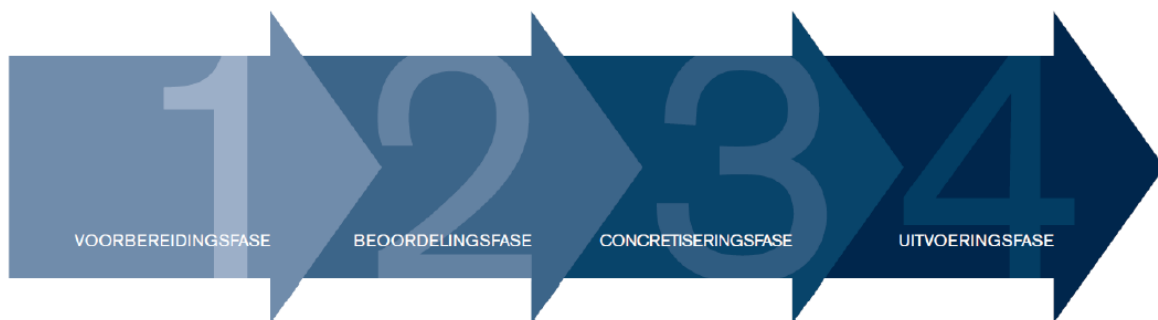 1
VOORBEREIDINGSFASE
2
BEOORDELINGSFASE
3
CONCRETISERINGSFASE
4
UITVOERINGSFASE